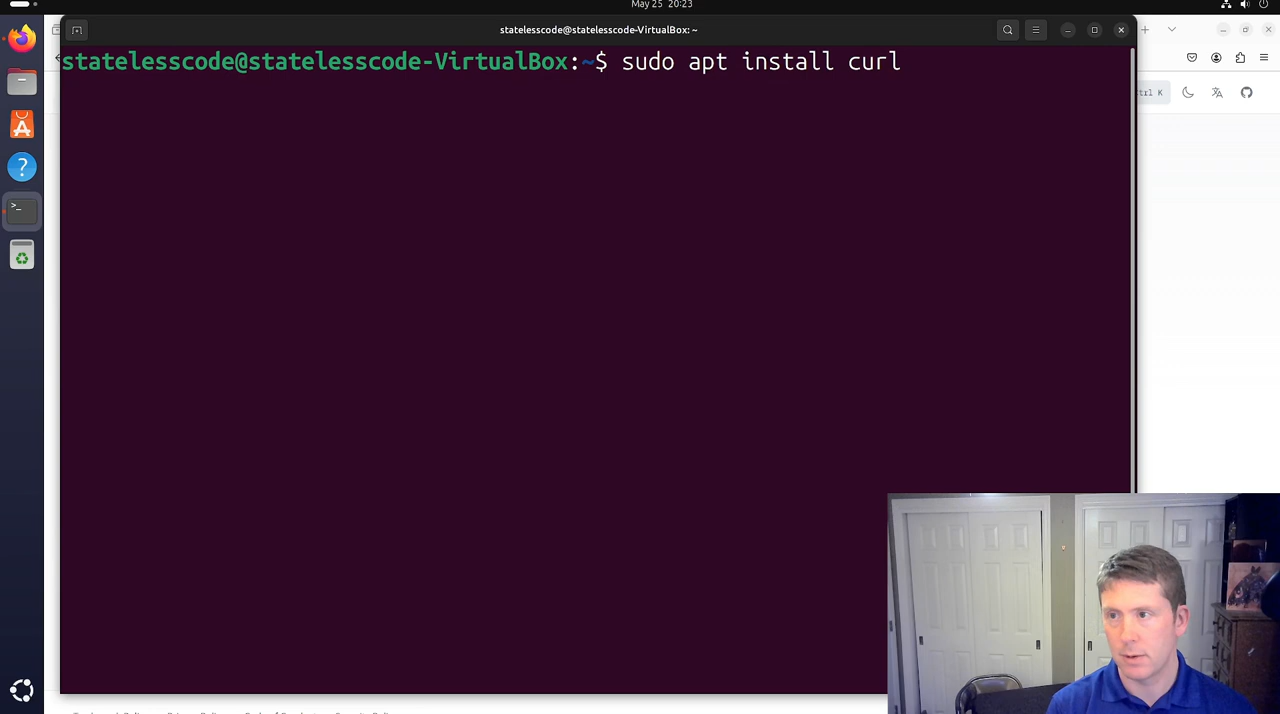 May 25 20:23
statelesscode@statelesscode-VirtualBox: ~
statelesscode@statelesscode-VirtualBox:~$ sudo apt install curl
Ctrl K